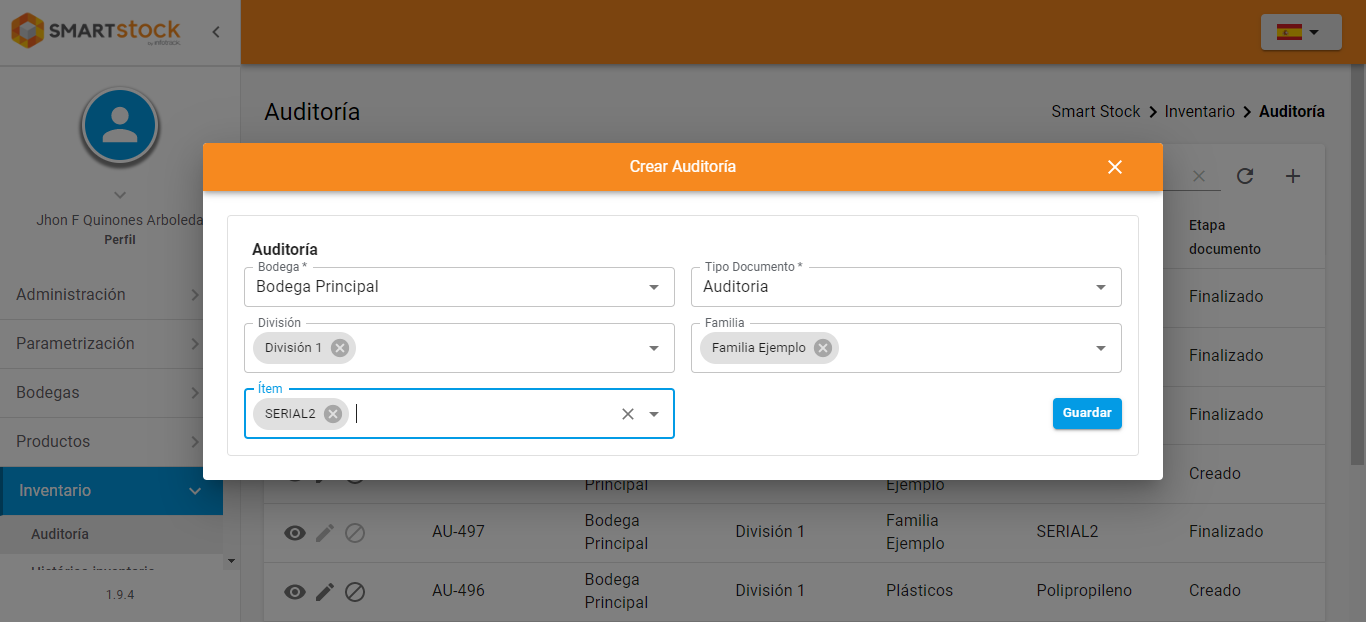 SMARTSTOCK
by infotrack
Auditoría
Smart Stock
Inventario
Auditoría
Jhon F Quinones Arboleda
Perfil
Administración
Parametrización
Bodegas
Productos
Inventario
Auditoría
1.9.4
Crear Auditoría
Auditoría
Bodega *
Bodega Principal
Tipo Documento *
Auditoria
División
División 1
Familia
Familia Ejemplo
Ítem
SERIAL2
Guardar
Etapa
documento
Finalizado
Finalizado
Finalizado
Principal
Ejemplo
Creado
AU-497
Bodega
Principal
División 1
Familia
Ejemplo
SERIAL2
Finalizado
AU-496
Bodega
Principal
División 1
Plásticos
Polipropileno
Creado